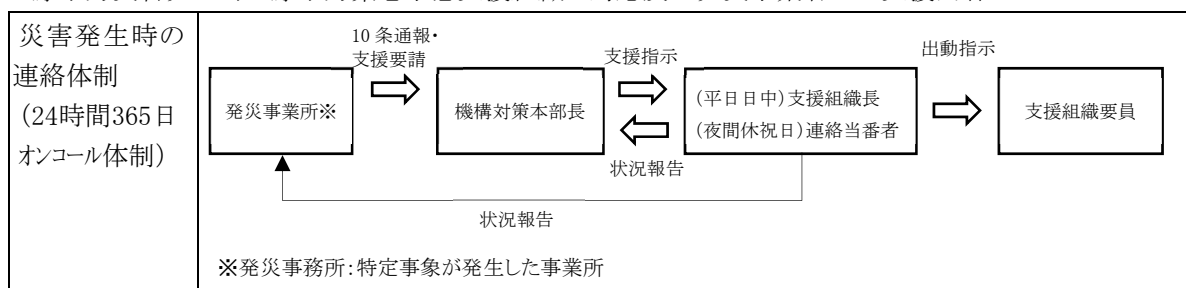 災害発生時の
連絡体制
(24時間365日
オンコール体制)
10条通報・
支援要請
発災事業所※
機構対策本部長
支援指示
状況報告
(平日日中)支援組織長
(夜間休祝日)連絡当番者
出動指示
支援組織要員
状況報告
※発災事務所:特定事象が発生した事業所